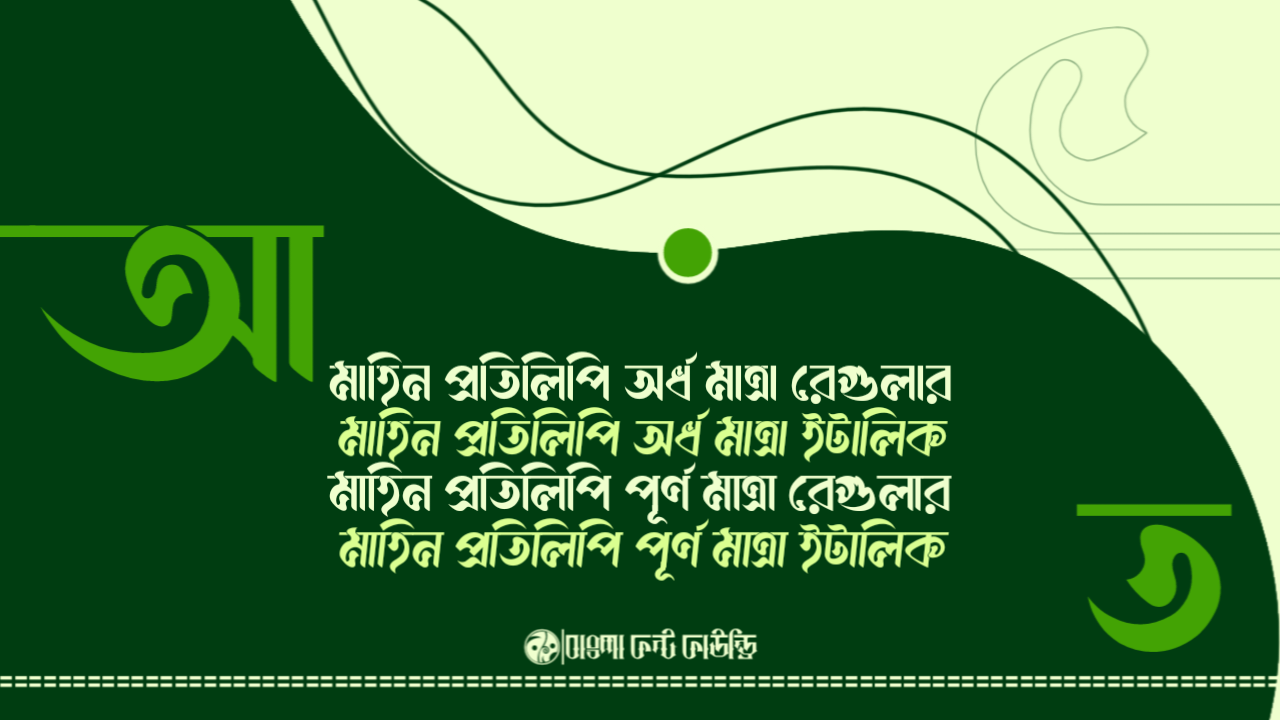 আ
মাহিন প্রতিলিপি অর্ধ মাত্রা রেগুলার
মাহিন প্রতিলিপি অর্ধ মাত্রা ইটালিক
মাহিন প্রতিলিপি পূর্ণ মাত্রা রেগুলার
মাহিন প্রতিলিপি পূর্ণ মাত্রা ইটালিক
ত
বাংলা ফন্ট ফাউন্ড্রি